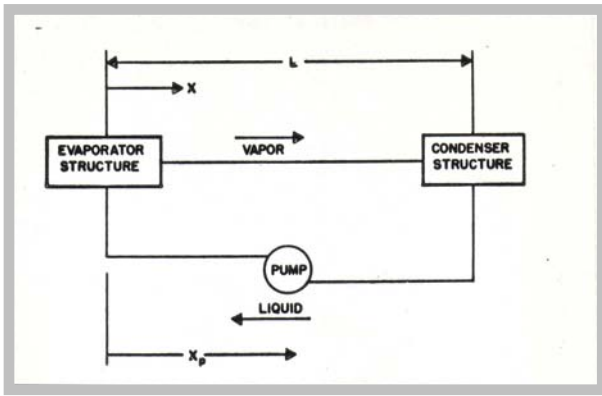 L
X
EVAPORATOR
STRUCTURE
VAPOR
CONDENSER
STRUCTURE
PUMP
LIQUID
Xp